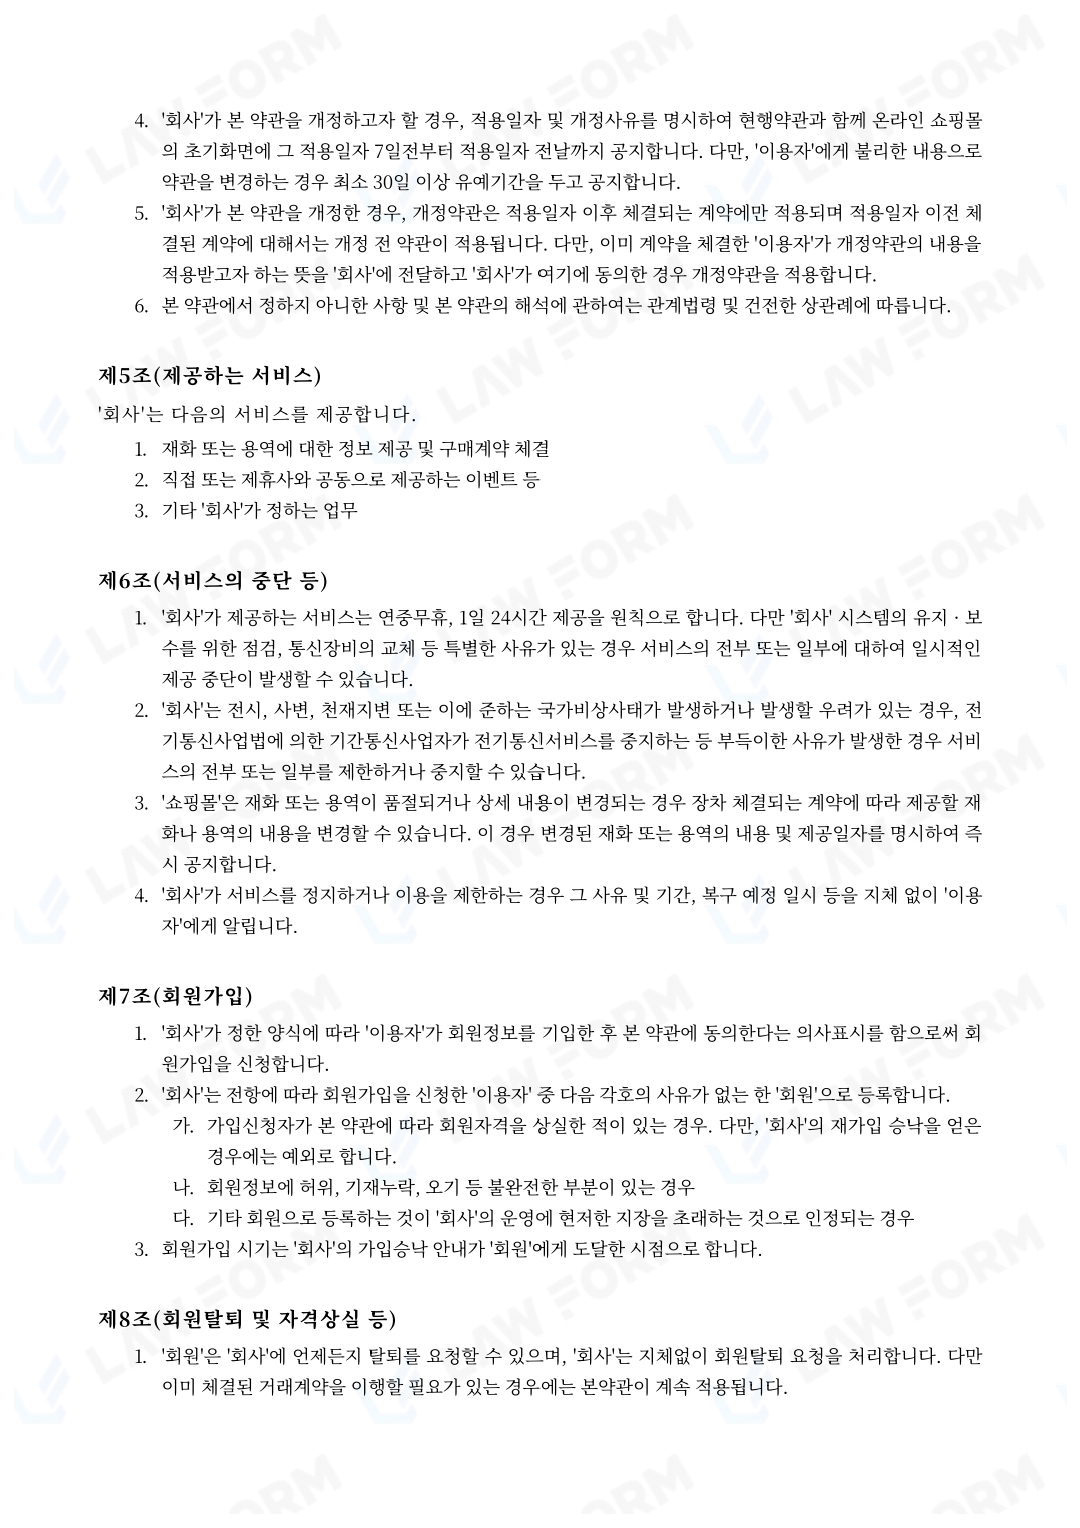 4. '회사'가 본 약관을 개정하고자 할 경우, 적용일자 및 개정사유를 명시하여 현행약관과 함께 온라인 쇼핑몰
의 초기화면에 그 적용일자 7일전부터 적용일자 전날까지 공지합니다. 다만, '이용자'에게 불리한 내용으로
약관을 변경하는 경우 최소 30일 이상 유예기간을 두고 공지합니다.
5. '회사'가 본 약관을 개정한 경우, 개정약관은 적용일자 이후 체결되는 계약에만 적용되며 적용일자 이전 체
결된 계약에 대해서는 개정 전 약관이 적용됩니다. 다만, 이미 계약을 체결한 '이용자'가 개정약관의 내용을
적용받고자 하는 뜻을 '회사'에 전달하고 '회사'가 여기에 동의한 경우 개정약관을 적용합니다.
6. 본 약관에서 정하지 아니한 사항 및 본 약관의 해석에 관하여는 관계법령 및 건전한 상관례에 따릅니다.
제5조(제공하는 서비스)
'회사'는 다음의 서비스를 제공합니다.
1. 재화 또는 용역에 대한 정보 제공 및 구매계약 체결
2. 직접 또는 제휴사와 공동으로 제공하는 이벤트 등
3. 기타 '회사'가 정하는 업무
제6조(서비스의 중단 등)
1. '회사'가 제공하는 서비스는 연중무휴, 1일 24시간 제공을 원칙으로 합니다. 다만 '회사' 시스템의 유지 · 보
수를 위한 점검, 통신장비의 교체 등 특별한 사유가 있는 경우 서비스의 전부 또는 일부에 대하여 일시적인
제공 중단이 발생할 수 있습니다.
2. '회사'는 전시, 사변, 천재지변 또는 이에 준하는 국가비상사태가 발생하거나 발생할 우려가 있는 경우, 전
기통신사업법에 의한 기간통신사업자가 전기통신서비스를 중지하는 등 부득이한 사유가 발생한 경우 서비
스의 전부 또는 일부를 제한하거나 중지할 수 있습니다.
3. '쇼핑몰'은 재화 또는 용역이 품절되거나 상세 내용이 변경되는 경우 장차 체결되는 계약에 따라 제공할 재
화나 용역의 내용을 변경할 수 있습니다. 이 경우 변경된 재화 또는 용역의 내용 및 제공일자를 명시하여 즉
시 공지합니다.
4. '회사'가 서비스를 정지하거나 이용을 제한하는 경우 그 사유 및 기간, 복구 예정 일시 등을 지체 없이 '이용
자'에게 알립니다.
제7조(회원가입)
1. '회사'가 정한 양식에 따라 '이용자'가 회원정보를 기입한 후 본 약관에 동의한다는 의사표시를 함으로써 회
원가입을 신청합니다.
2. '회사'는 전항에 따라 회원가입을 신청한 '이용자' 중 다음 각호의 사유가 없는 한 '회원'으로 등록합니다.
가. 가입신청자가 본 약관에 따라 회원자격을 상실한 적이 있는 경우. 다만, '회사'의 재가입 승낙을 얻은
경우에는 예외로 합니다.
나. 회원정보에 허위, 기재누락, 오기 등 불완전한 부분이 있는 경우
다. 기타 회원으로 등록하는 것이 '회사'의 운영에 현저한 지장을 초래하는 것으로 인정되는 경우
3. 회원가입 시기는 '회사'의 가입승낙 안내가 '회원'에게 도달한 시점으로 합니다.
제8조(회원탈퇴 및 자격상실 등)
1. '회원'은 '회사'에 언제든지 탈퇴를 요청할 수 있으며, '회사'는 지체없이 회원탈퇴 요청을 처리합니다. 다만
이미 체결된 거래계약을 이행할 필요가 있는 경우에는 본약관이 계속 적용됩니다.